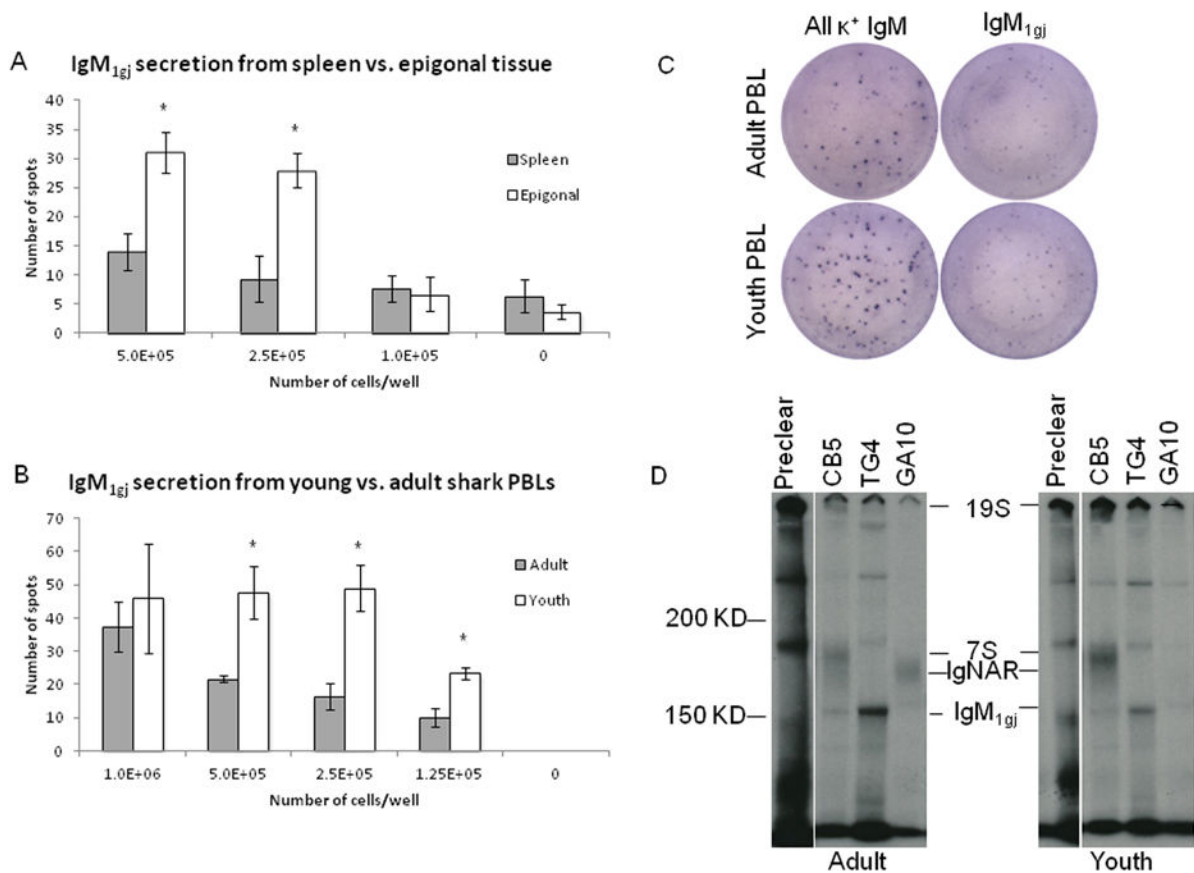 A
IgM1gj secretion from spleen vs. epigonal tissue
Number of spots
40
35
30
25
20
15
10
5
0
*
*
Spleen
Epigonal
5.0E+05 2.5E+05 1.0E+05 0
Number of cells/well
B
IgM1gj secretion from young vs. adult shark PBLs
Number of spots
70
60
50
40
30
20
10
0
*
*
*
Adult
Youth
1.0E+06 5.0E+05 2.5E+05 1.25E+05 0
Number of cells/well
C
All κ+ IgM IgM1gj
Adult PBL
Youth PBL
D
Preclear CB5 TG4 GA10
Preclear CB5 TG4 GA10
19S
200 KD
7S
IgNAR
150 KD
IgM1gj
Adult
Youth